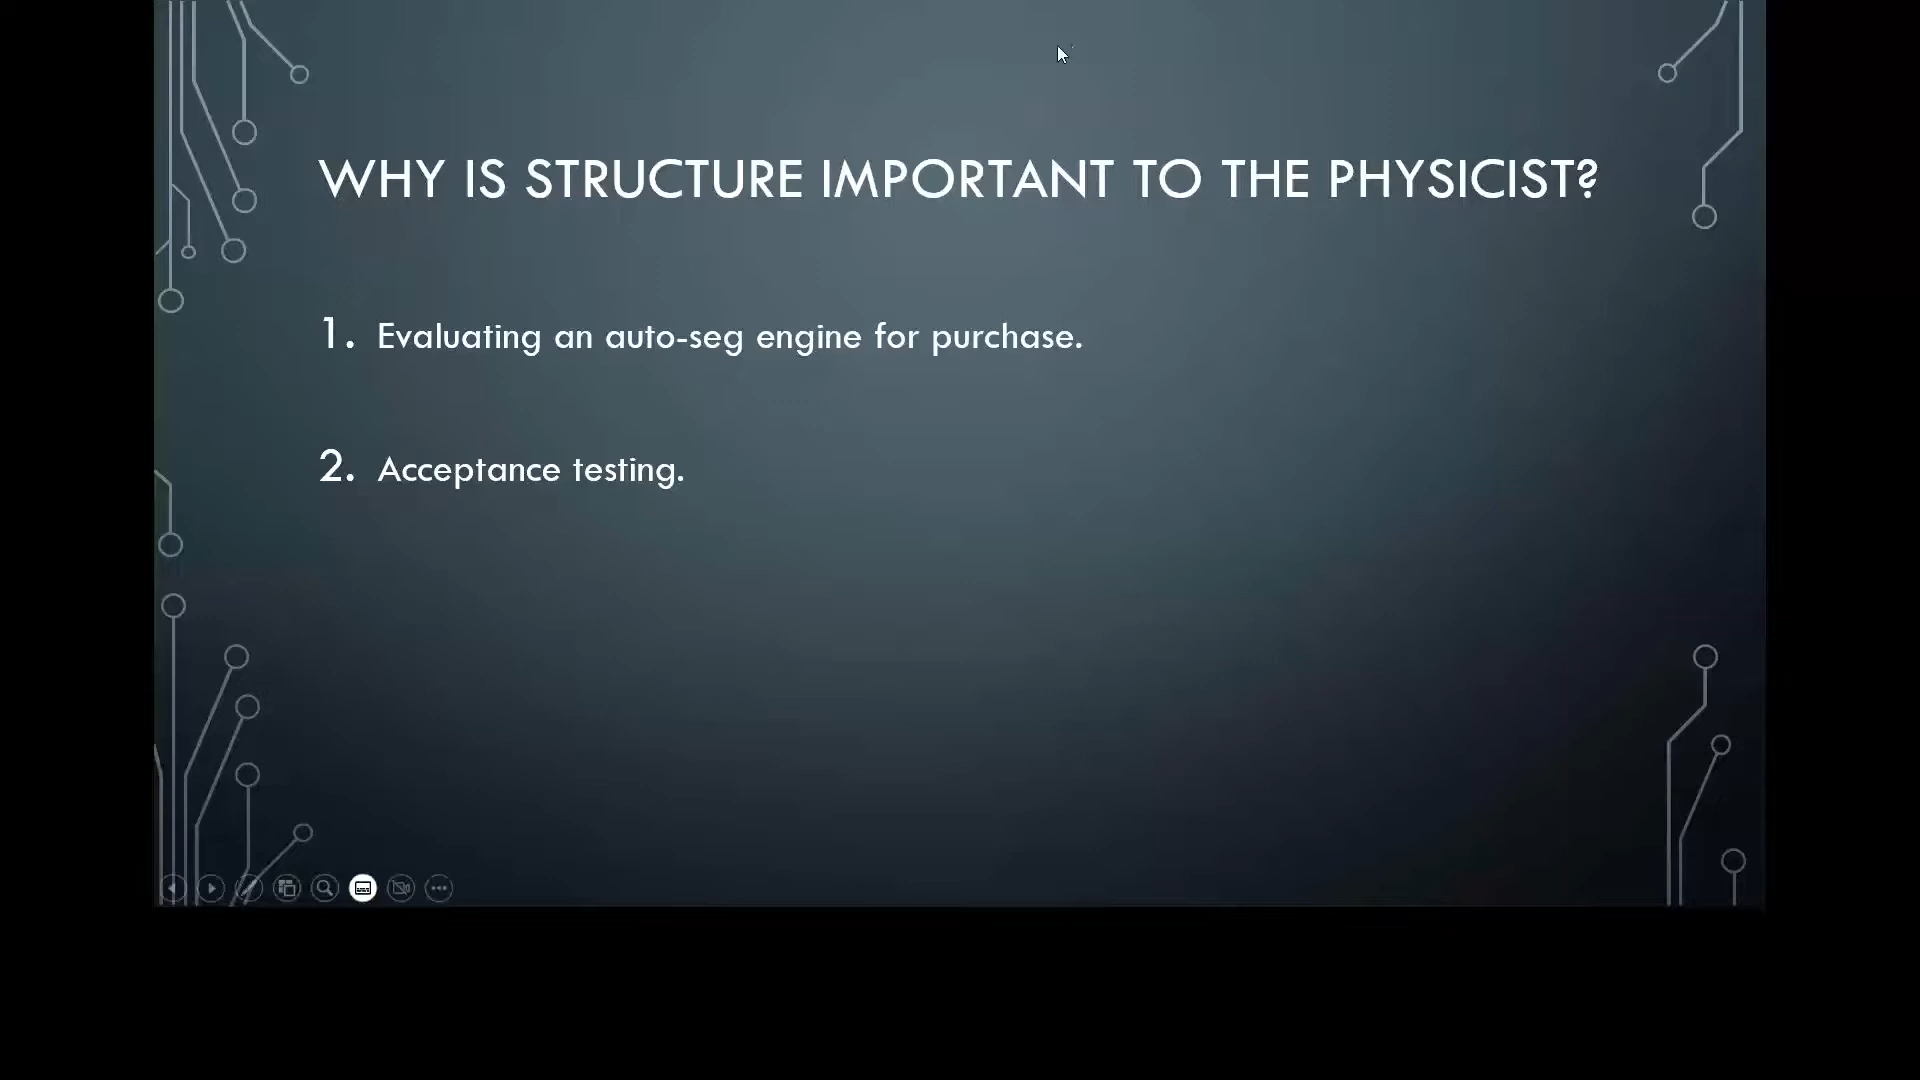 WHY IS STRUCTURE IMPORTANT TO THE PHYSICIST?
1. Evaluating an auto-seg engine for purchase.
2. Acceptance testing.